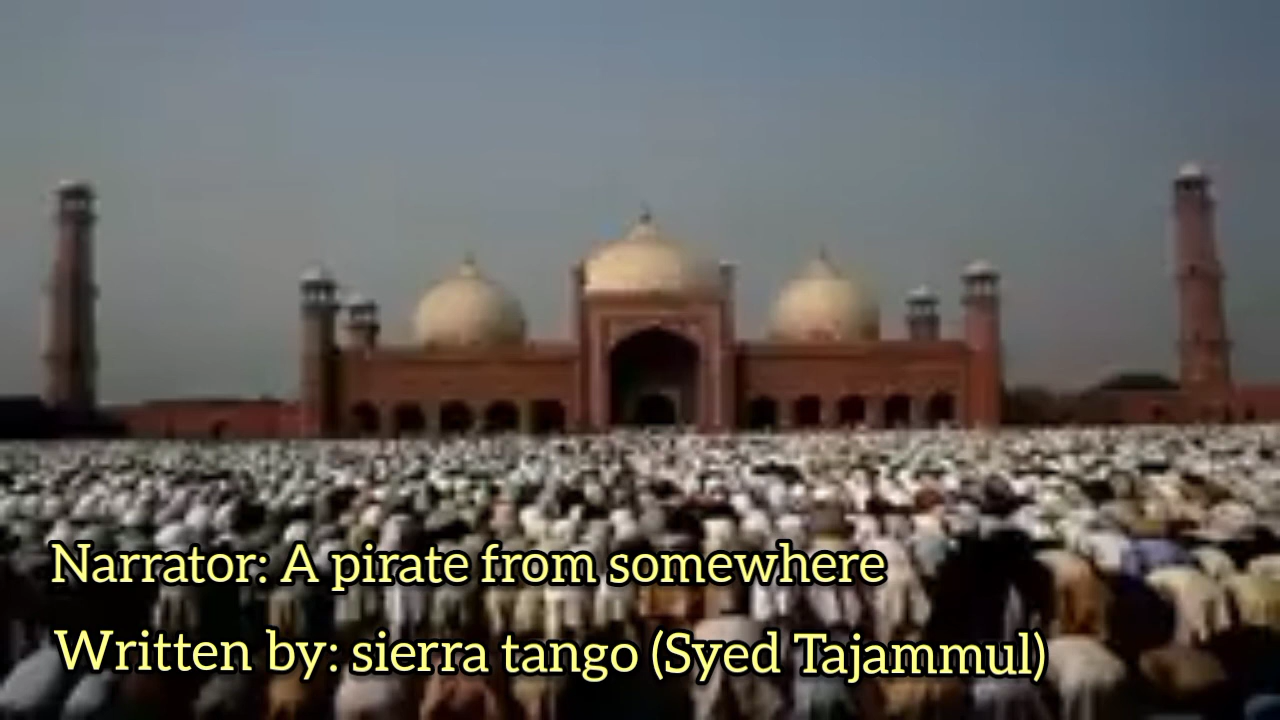 Narrator: A pirate from somewhere
Written by: sierra tango (Syed Tajammul)